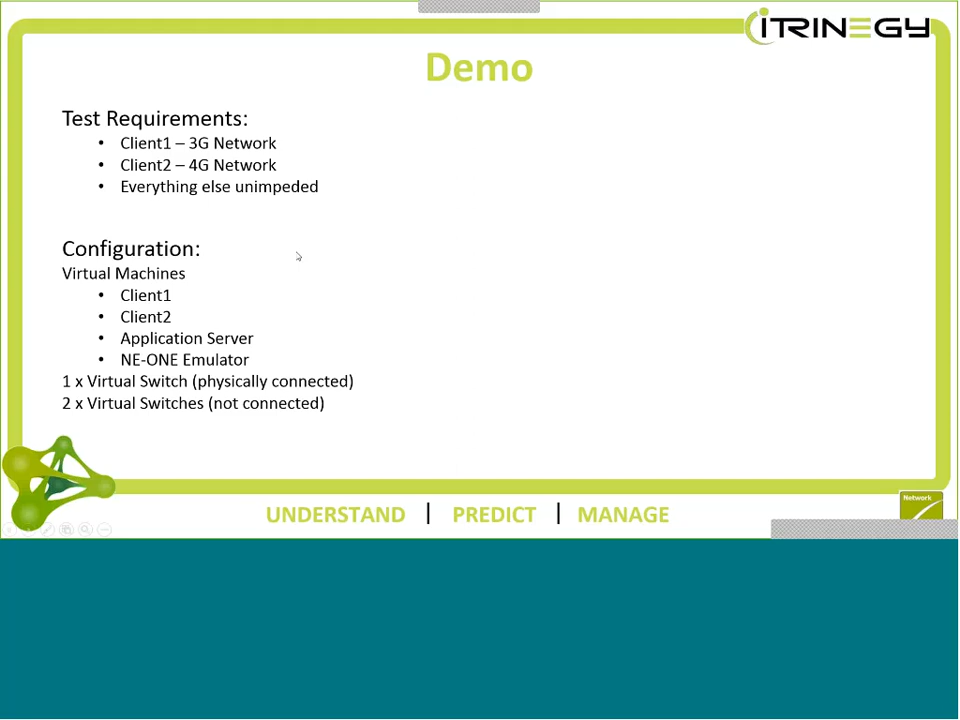 iTRINEGY
Demo
Test Requirements:
• Client1 – 3G Network
• Client2 – 4G Network
• Everything else unimpeded
Configuration:
Virtual Machines
• Client1
• Client2
• Application Server
• NE-ONE Emulator
1 x Virtual Switch (physically connected)
2 x Virtual Switches (not connected)
UNDERSTAND | PREDICT | MANAGE
Network